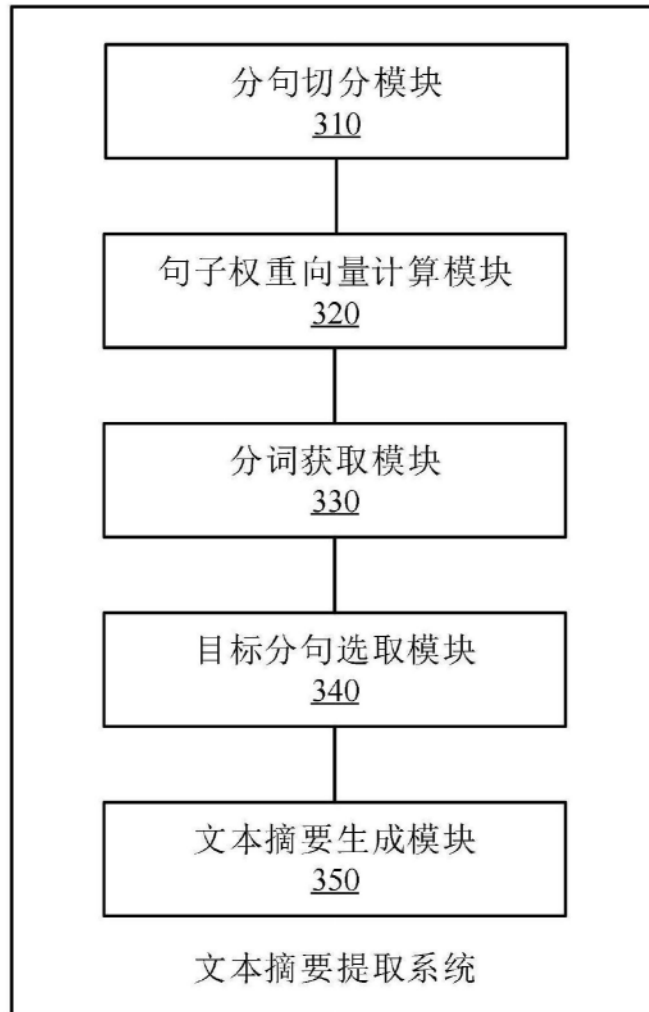 分句切分模块
310
句子权重向量计算模块
320
分词获取模块
330
目标分句选取模块
340
文本摘要生成模块
350
文本摘要提取系统